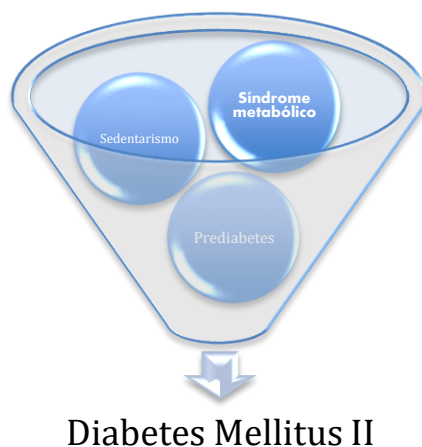 Síndrome
metabólico
Sedentarismo
Prediabetes
Diabetes Mellitus II